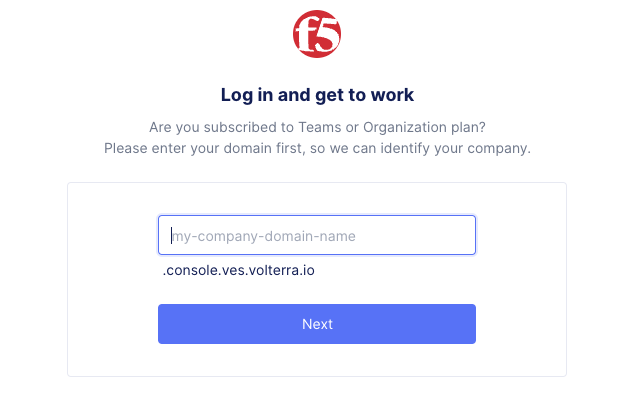 f5
Log in and get to work
Are you subscribed to Teams or Organization plan?
Please enter your domain first, so we can identify your company.
my-company-domain-name
.console.ves.volterra.io
Next